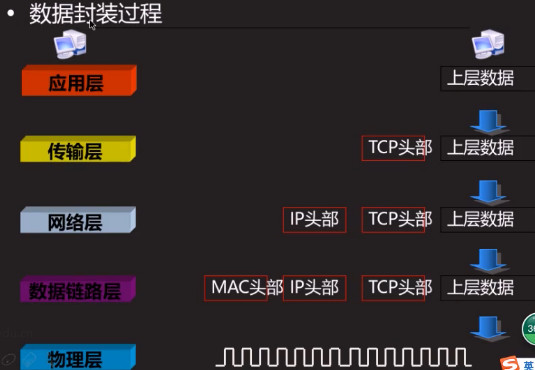 • 数据封装过程
应用层 上层数据
传输层 TCP头部 上层数据
网络层 IP头部 TCP头部 上层数据
数据链路层 MAC头部 IP头部 TCP头部 上层数据
36
物理层
S 英